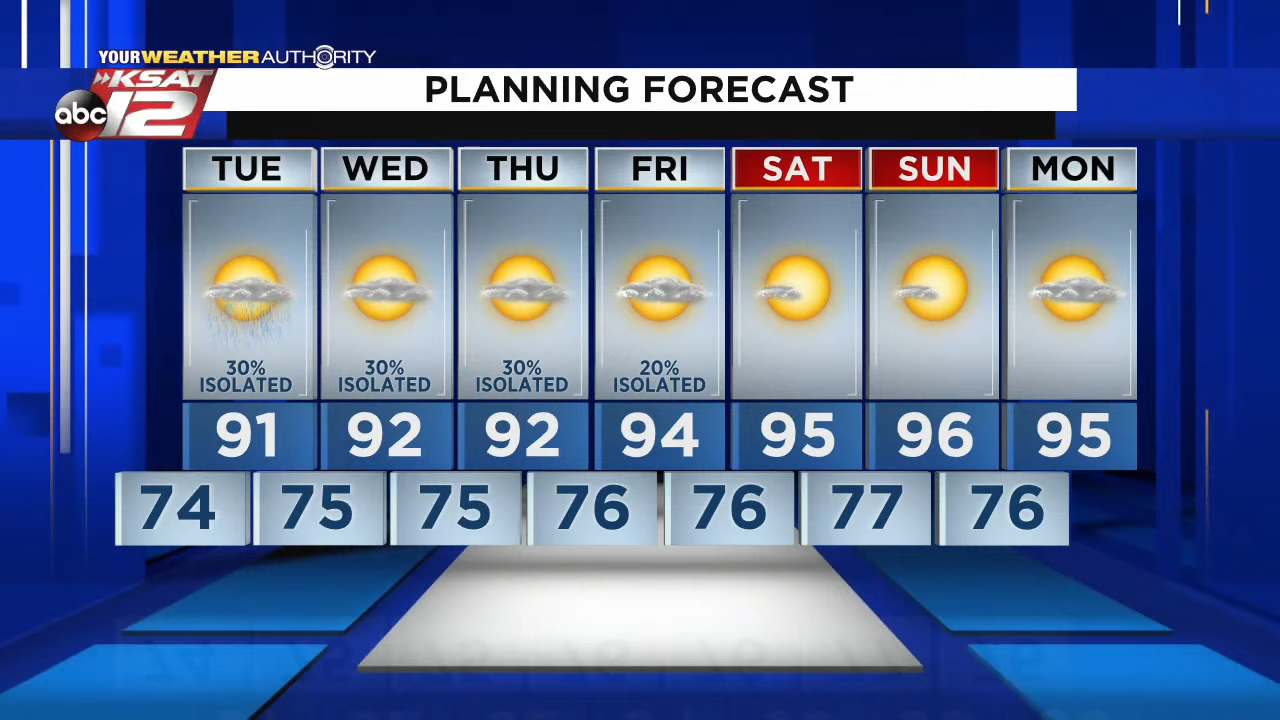 YOURWEATHERAUTHORITY
KSAT
abc 12
PLANNING FORECAST
TUE WED THU FRI SAT SUN MON
30% 30% 30% 20%
ISOLATED ISOLATED ISOLATED ISOLATED
91 92 92 94 95 96 95
74 75 75 76 76 77 76